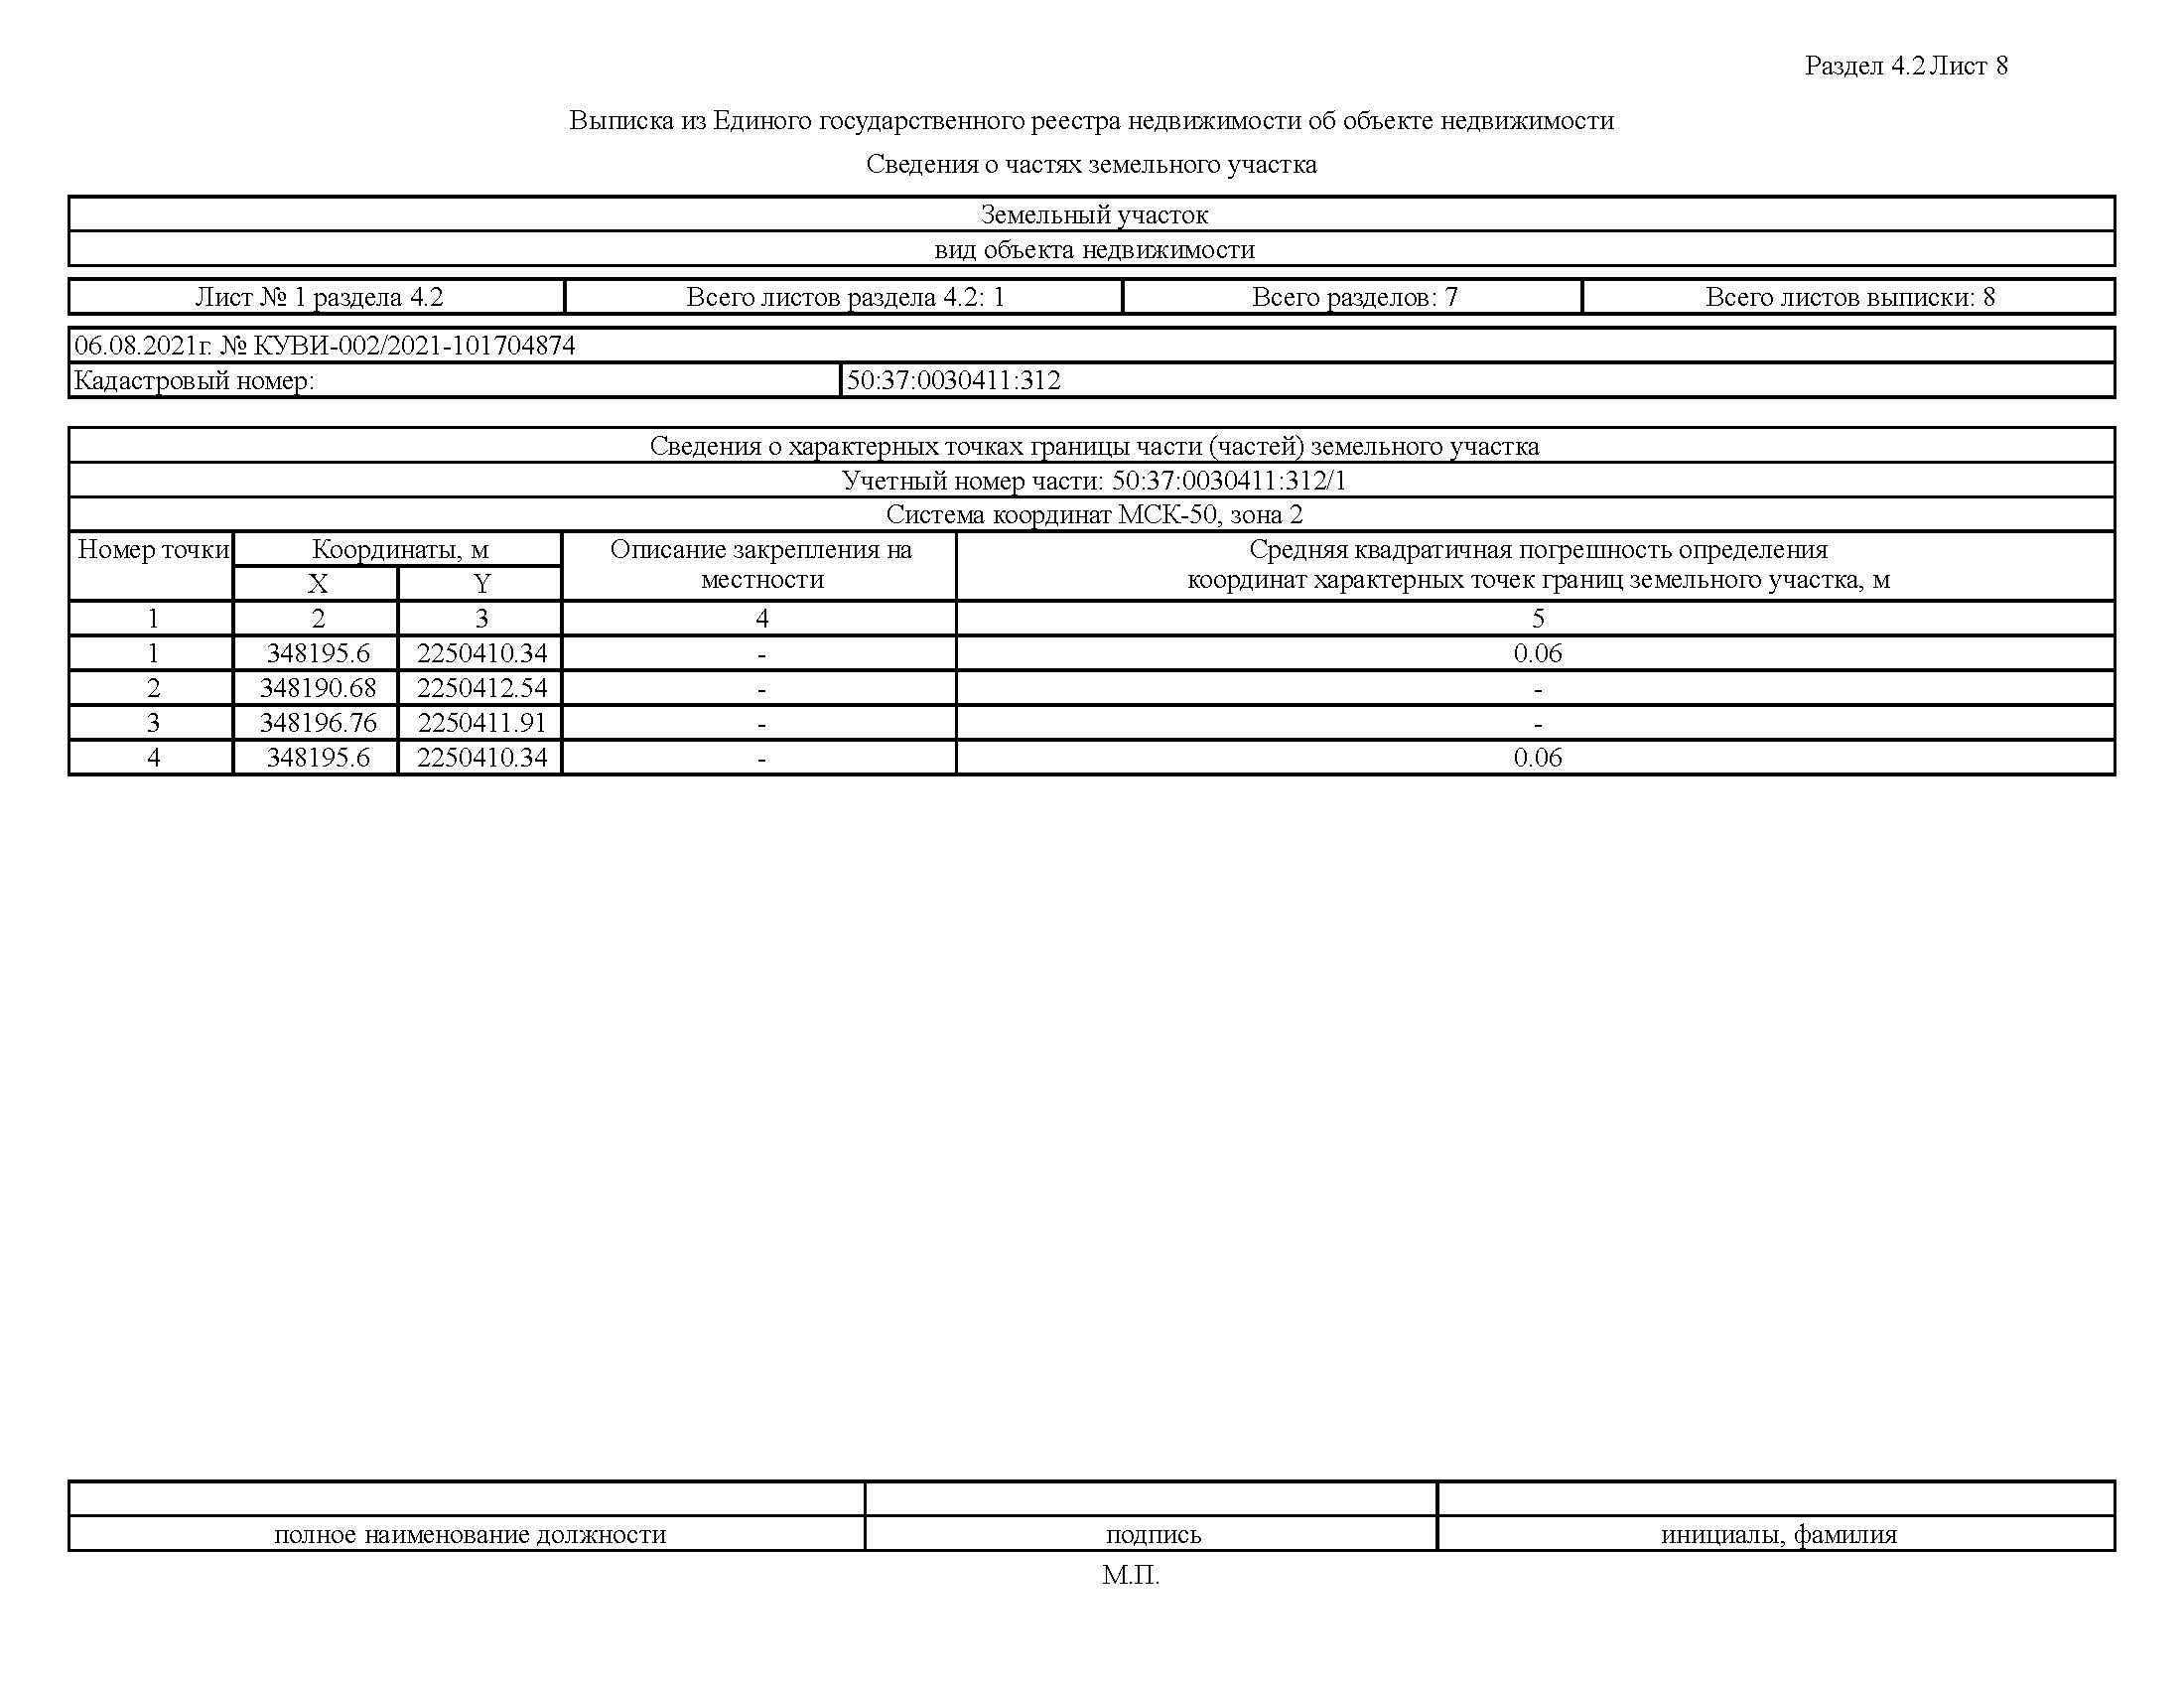 Раздел 4.2 Лист 8
Выписка из Единого государственного реестра недвижимости об объекте недвижимости
Сведения о частях земельного участка
Земельный участок
вид объекта недвижимости
Лист № 1 раздела 4.2 Всего листов раздела 4.2: 1 Всего разделов: 7 Всего листов выписки: 8
06.08.2021г. № КУВИ-002/2021-101704874
Кадастровый номер: 50:37:0030411:312
Сведения о характерных точках границы части (частей) земельного участка
Учетный номер части: 50:37:0030411:312/1
Система координат МСК-50, зона 2
Номер точки Координаты, м Описание закрепления на Средняя квадратичная погрешность определения
X Y местности координат характерных точек границ земельного участка, м
1 2 3 4 5
1 348195.6 2250410.34 - 0.06
2 348190.68 2250412.54 - -
3 348196.76 2250411.91 - -
4 348195.6 2250410.34 - 0.06
полное наименование должности подпись инициалы, фамилия
М.П.